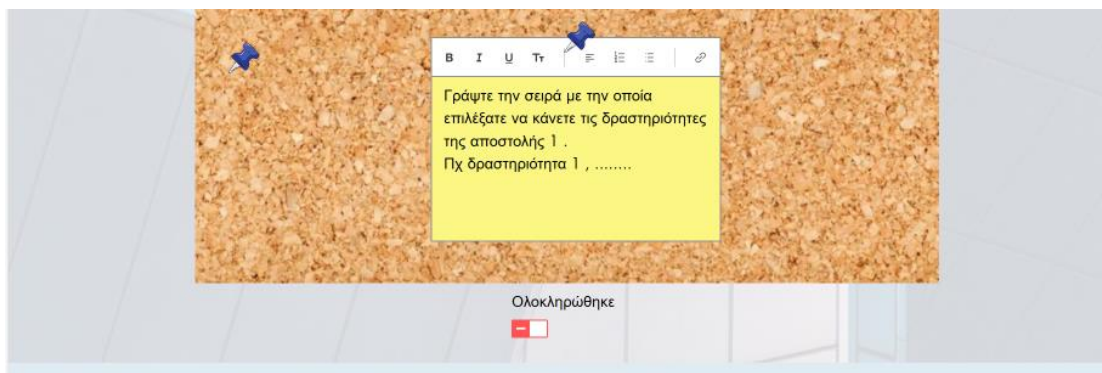 B I U Tт
Γράψτε την σειρά με την οποία
επιλέξατε να κάνετε τις δραστηριότητες
της αποστολής 1 .
Πχ δραστηριότητα 1 , ........
Ολοκληρώθηκε